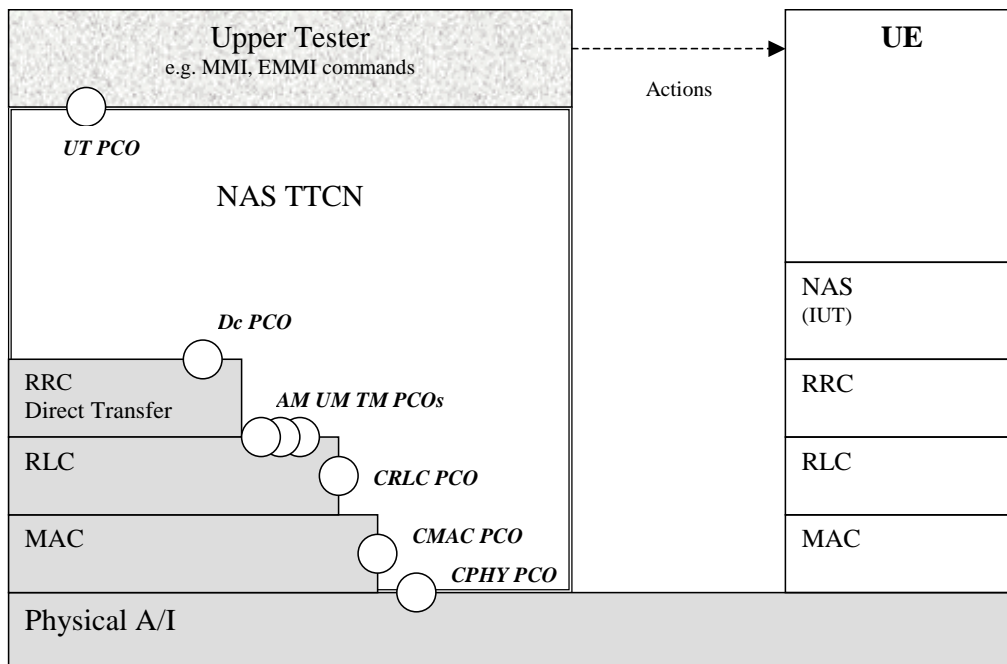 Upper Tester
e.g. MMI, EMMI commands
UE
Actions
UT PCO
NAS TTCN
NAS
(IUT)
Dc PCO
RRC
Direct Transfer
AM UM TM PCOs
RRC
RLC
CRLC PCO
RLC
MAC
CMAC PCO
MAC
CPHY PCO
Physical A/I